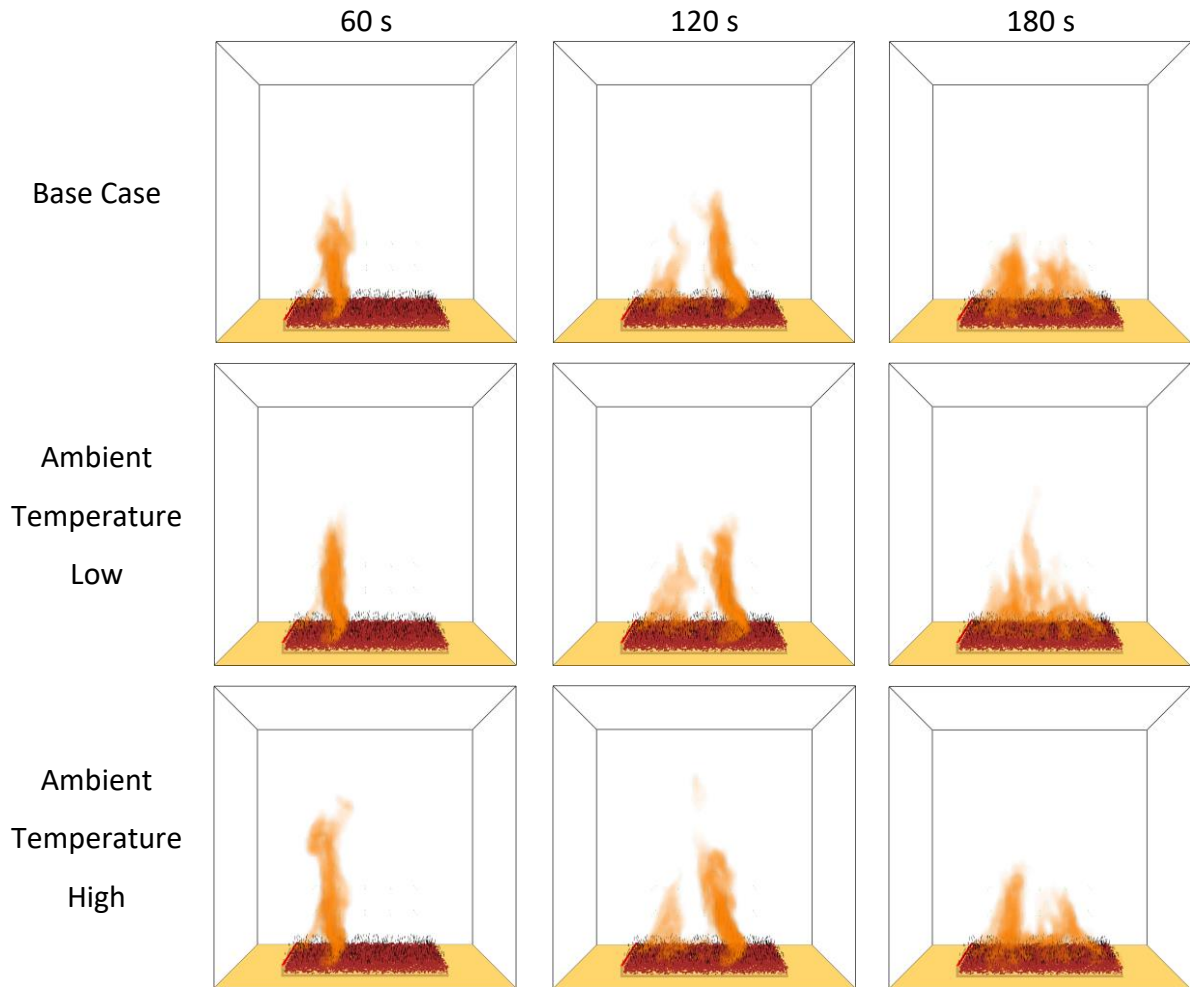 60 s
120 s
180 s
Base Case
Ambient
Temperature
Low
Ambient
Temperature
High